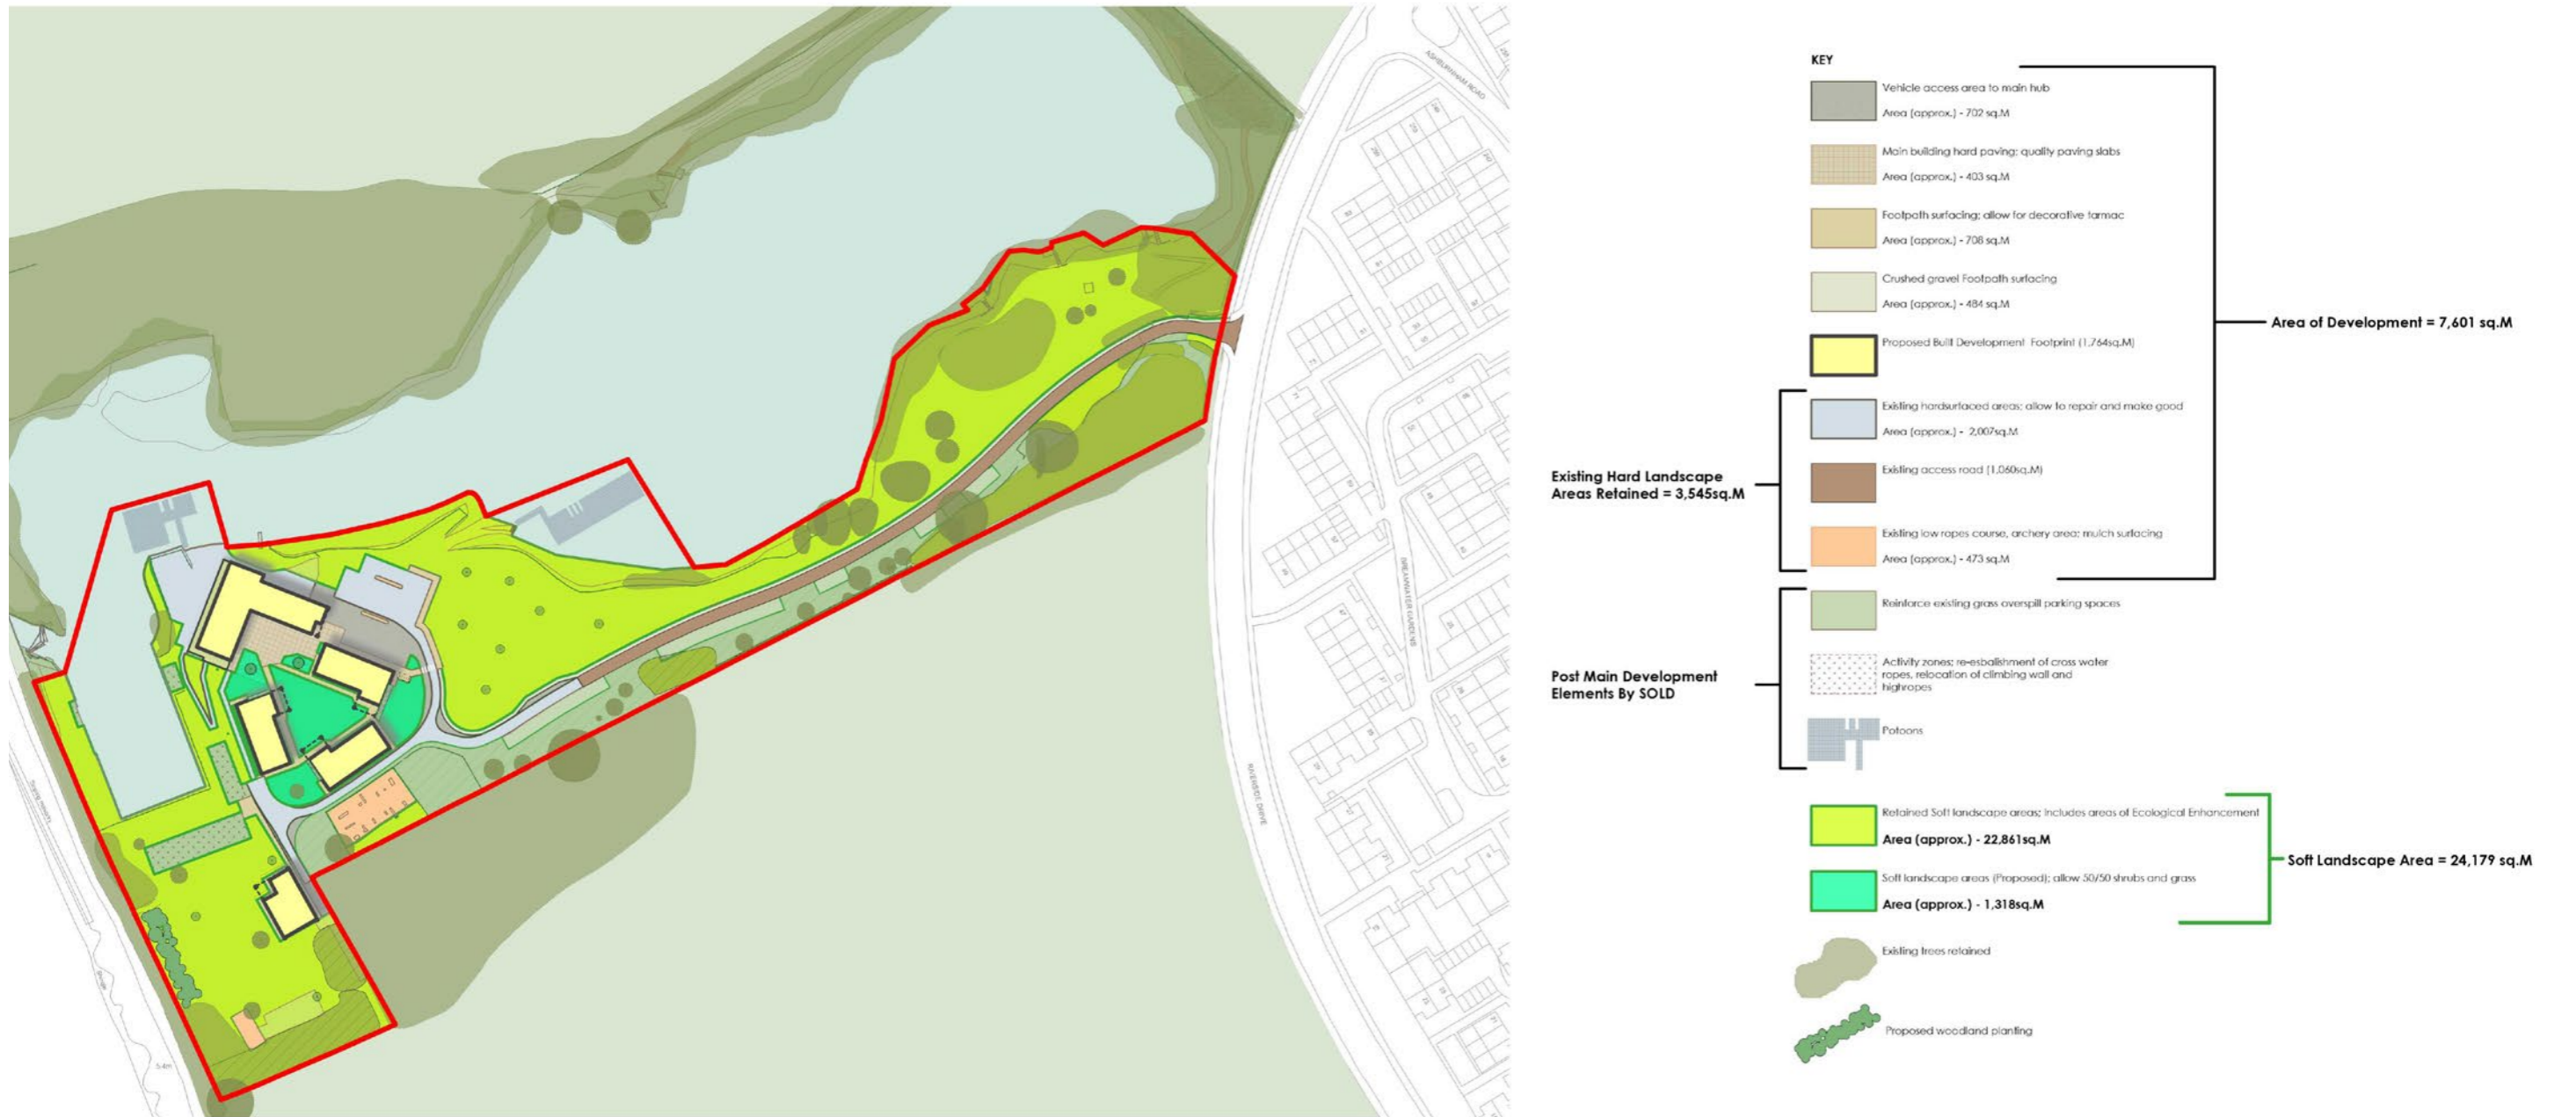 ASHBURNHAM ROAD
BREAMWATER GARDENS
RIVERSIDE DRIVE
KEY
Vehicle access area to main hub
Area (approx.) - 702 sq.M
Main building hard paving; quality paving slabs
Area (approx.) - 403 sq.M
Footpath surfacing; allow for decorative tarmac
Area (approx.) - 708 sq.M
Crushed gravel Footpath surfacing
Area (approx.) - 484 sq.M
Proposed Built Development Footprint (1,764sq.M)
Area of Development = 7,601 sq.M
Existing hardsurfaced areas; allow to repair and make good
Area (approx.) - 2,007sq.M
Existing access road (1,060sq.M)
Existing low ropes course, archery area; mulch surfacing
Area (approx.) - 473 sq.M
Existing Hard Landscape
Areas Retained = 3,545sq.M
Reinforce existing grass overspill parking spaces
Activity zones; re-esbalishment of cross water
ropes, relocation of climbing wall and
highropes
Potoons
Post Main Development
Elements By SOLD
Retained Soft landscape areas; includes areas of Ecological Enhancement
Area (approx.) - 22,861sq.M
Soft landscape areas (Proposed); allow 50/50 shrubs and grass
Area (approx.) - 1,318sq.M
Soft Landscape Area = 24,179 sq.M
Existing trees retained
Proposed woodland planting